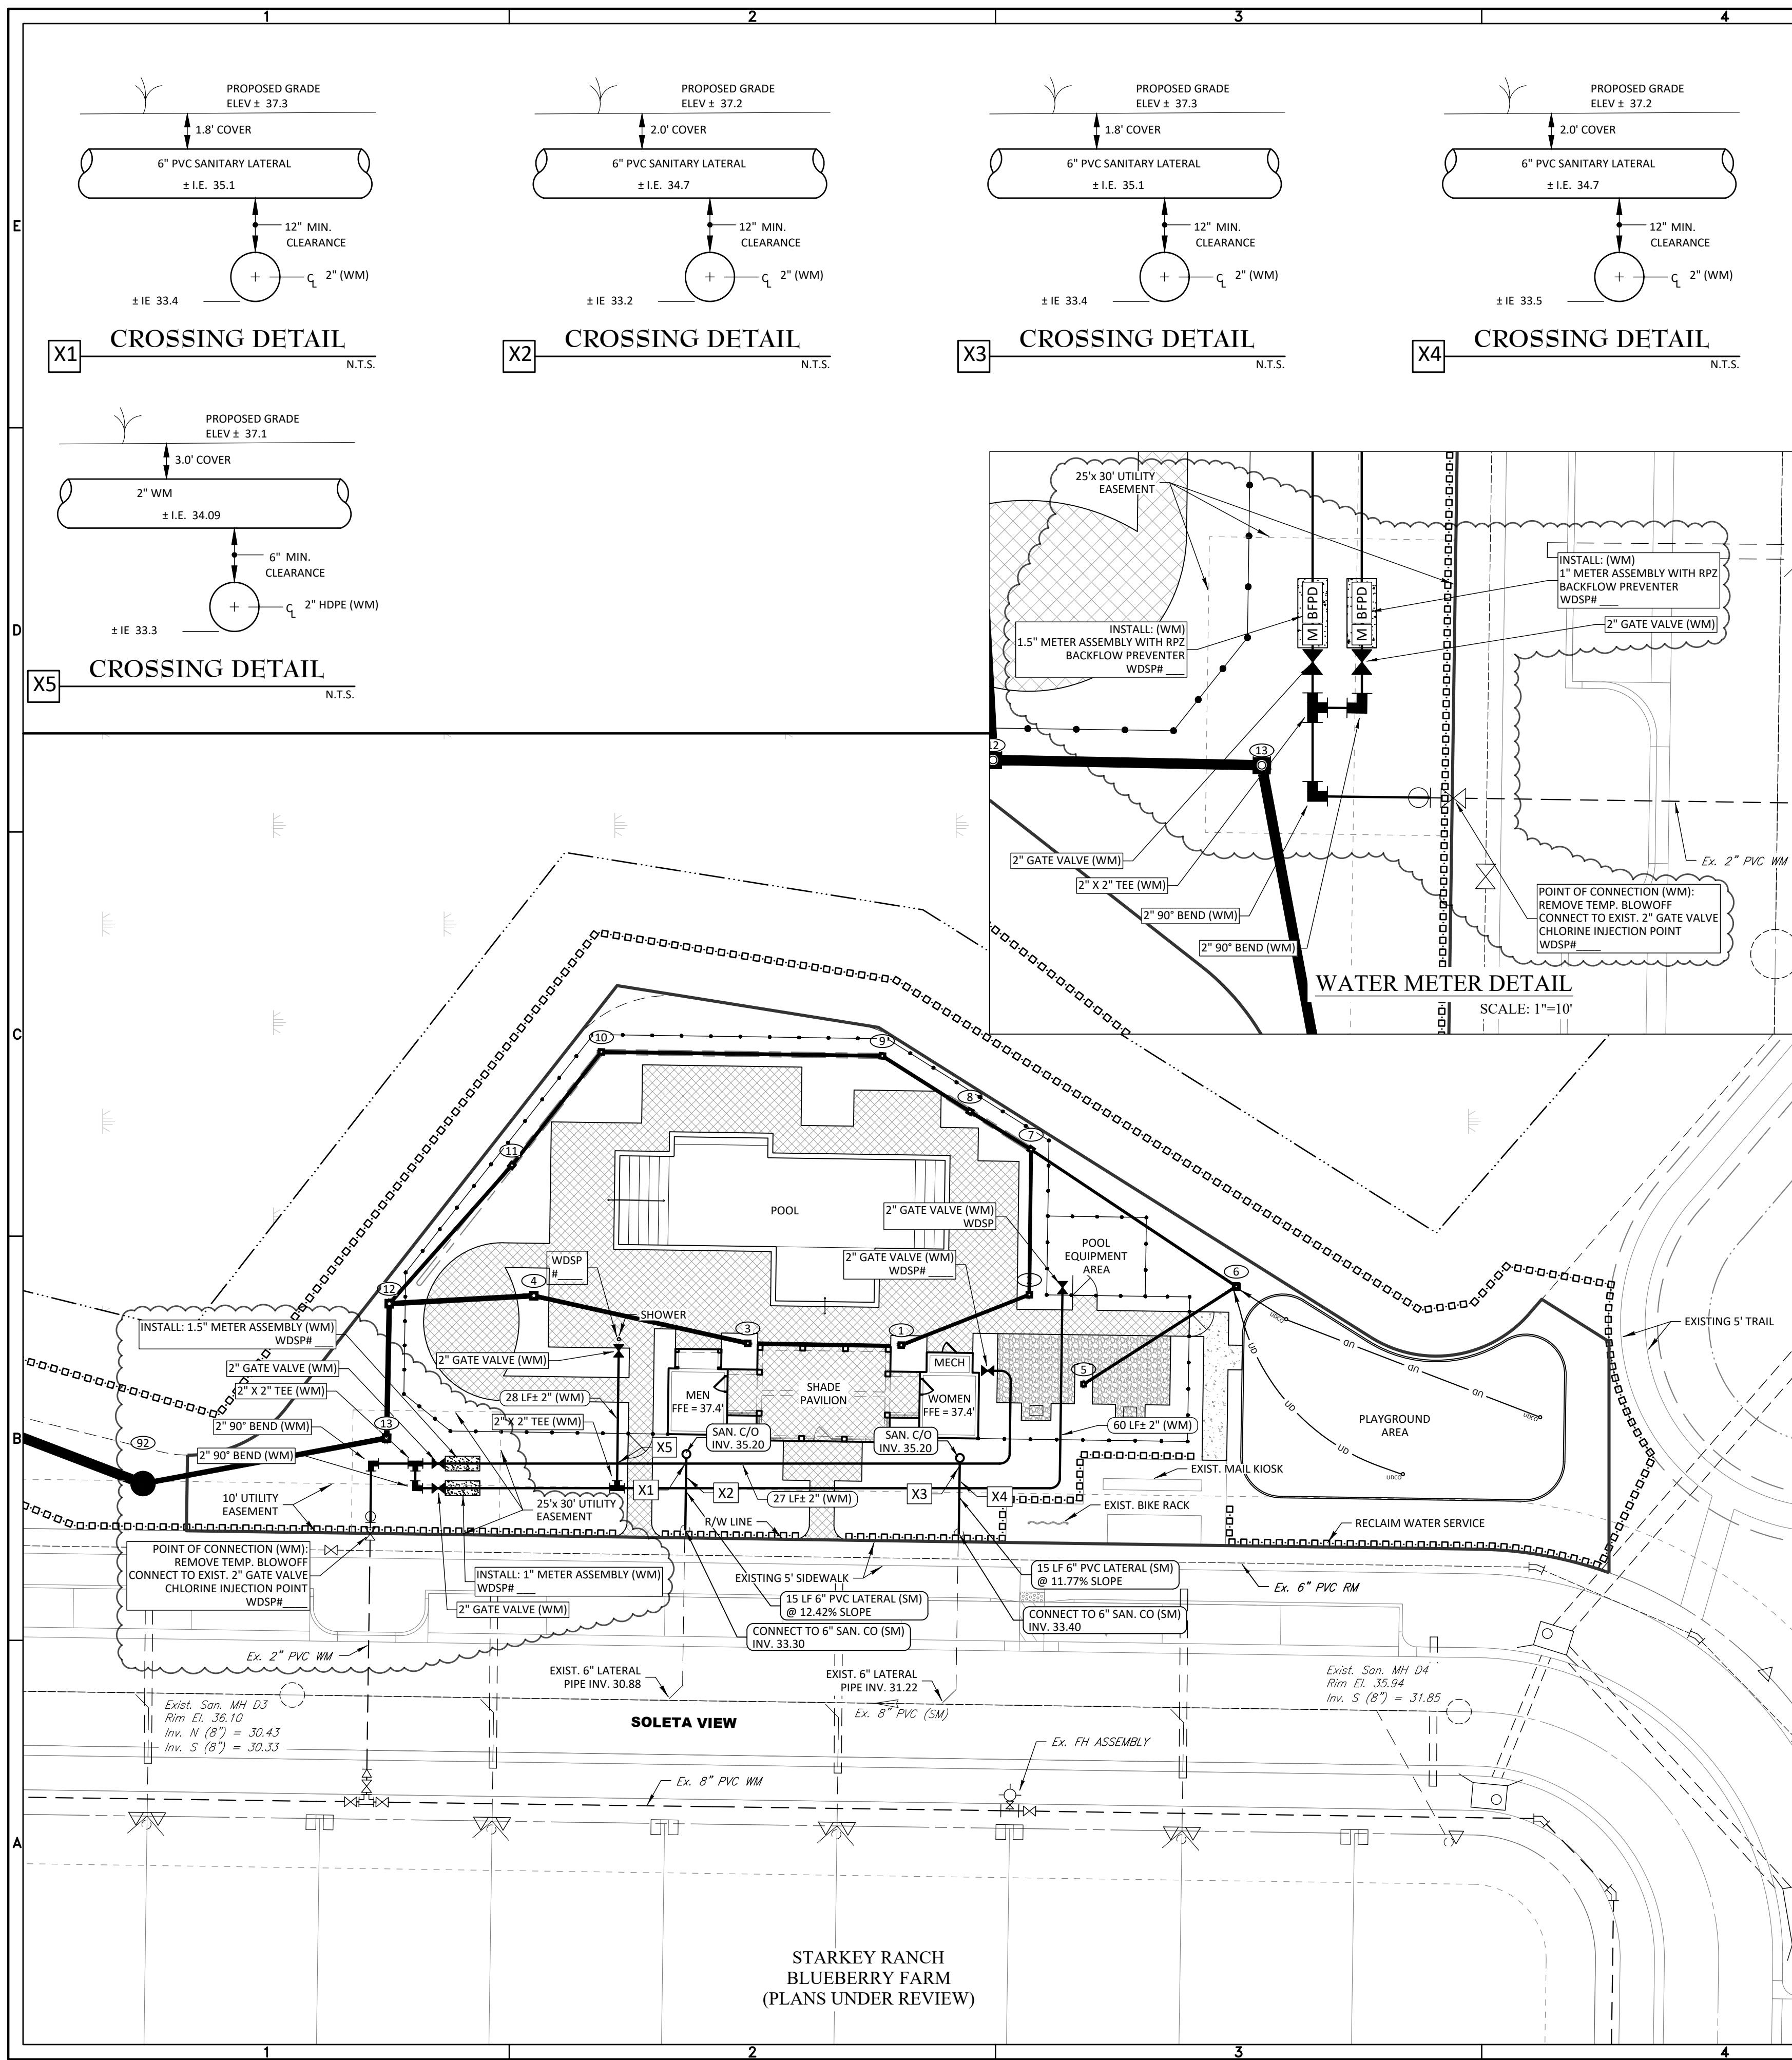 1
2
3
4
E
D
C
B
A
PROPOSED GRADE
ELEV ± 37.3
1.8' COVER
6" PVC SANITARY LATERAL
± I.E. 35.1
12" MIN.
CLEARANCE
℄ 2" (WM)
± IE 33.4
X1
CROSSING DETAIL
N.T.S.
PROPOSED GRADE
ELEV ± 37.2
2.0' COVER
6" PVC SANITARY LATERAL
± I.E. 34.7
12" MIN.
CLEARANCE
℄ 2" (WM)
± IE 33.2
X2
CROSSING DETAIL
N.T.S.
PROPOSED GRADE
ELEV ± 37.3
1.8' COVER
6" PVC SANITARY LATERAL
± I.E. 35.1
12" MIN.
CLEARANCE
℄ 2" (WM)
± IE 33.4
X3
CROSSING DETAIL
N.T.S.
PROPOSED GRADE
ELEV ± 37.2
2.0' COVER
6" PVC SANITARY LATERAL
± I.E. 34.7
12" MIN.
CLEARANCE
℄ 2" (WM)
± IE 33.5
X4
CROSSING DETAIL
N.T.S.
PROPOSED GRADE
ELEV ± 37.1
3.0' COVER
2" WM
± I.E. 34.09
6" MIN.
CLEARANCE
℄ 2" HDPE (WM)
± IE 33.3
X5
CROSSING DETAIL
N.T.S.
25'x 30' UTILITY
EASEMENT
INSTALL: (WM)
1" METER ASSEMBLY WITH RPZ
BACKFLOW PREVENTER
WDSP# ___
2" GATE VALVE (WM)
M BFPD
M BFPD
INSTALL: (WM)
1.5" METER ASSEMBLY WITH RPZ
BACKFLOW PREVENTER
WDSP# ___
12
13
2" GATE VALVE (WM)
2" X 2" TEE (WM)
2" 90° BEND (WM)
2" 90° BEND (WM)
Ex. 2" PVC WM
POINT OF CONNECTION (WM):
REMOVE TEMP. BLOWOFF
CONNECT TO EXIST. 2" GATE VALVE
CHLORINE INJECTION POINT
WDSP#____
WATER METER DETAIL
SCALE: 1"=10'
10
9
8
7
11
POOL
2" GATE VALVE (WM)
WDSP
POOL
EQUIPMENT
AREA
2" GATE VALVE (WM)
WDSP# ____
WDSP
#____
4
12
6
SHOWER
3
1
5
INSTALL: 1.5" METER ASSEMBLY (WM)
WDSP# ___
2" GATE VALVE (WM)
2" X 2" TEE (WM)
2" 90° BEND (WM)
2" 90° BEND (WM)
13
92
2" GATE VALVE (WM)
28 LF± 2" (WM)
2" X 2" TEE (WM)
MEN
FFE = 37.4'
SHADE
PAVILION
MECH
WOMEN
FFE = 37.4'
SAN. C/O
INV. 35.20
SAN. C/O
INV. 35.20
60 LF± 2" (WM)
UDCO
UD
UD
UD
UDCO
UD
UD
UD
UDCO
PLAYGROUND
AREA
EXISTING 5' TRAIL
X5
X1
X2
27 LF± 2" (WM)
X3
X4
EXIST. MAIL KIOSK
EXIST. BIKE RACK
10' UTILITY
EASEMENT
25'x 30' UTILITY
EASEMENT
R/W LINE
RECLAIM WATER SERVICE
POINT OF CONNECTION (WM):
REMOVE TEMP. BLOWOFF
CONNECT TO EXIST. 2" GATE VALVE
CHLORINE INJECTION POINT
WDSP#____
INSTALL: 1" METER ASSEMBLY (WM)
WDSP# ___
2" GATE VALVE (WM)
EXISTING 5' SIDEWALK
15 LF 6" PVC LATERAL (SM)
@ 12.42% SLOPE
15 LF 6" PVC LATERAL (SM)
@ 11.77% SLOPE
Ex. 6" PVC RM
CONNECT TO 6" SAN. CO (SM)
INV. 33.30
CONNECT TO 6" SAN. CO (SM)
INV. 33.40
Ex. 2" PVC WM
EXIST. 6" LATERAL
PIPE INV. 30.88
EXIST. 6" LATERAL
PIPE INV. 31.22
Exist. San. MH D4
Rim El. 35.94
Inv. S (8") = 31.85
Exist. San. MH D3
Rim El. 36.10
Inv. N (8") = 30.43
Inv. S (8") = 30.33
SOLETA VIEW
Ex. 8" PVC (SM)
Ex. FH ASSEMBLY
Ex. 8" PVC WM
STARKEY RANCH
BLUEBERRY FARM
(PLANS UNDER REVIEW)
1
2
3
4